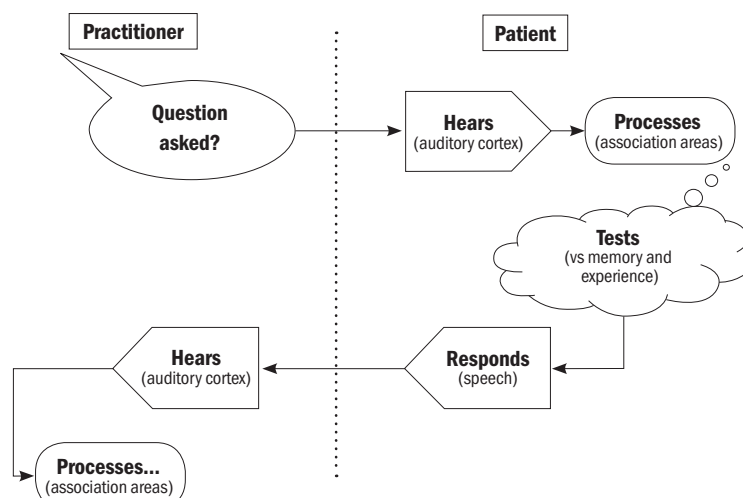 Practitioner
Patient
Question
asked?
Hears
(auditory cortex)
Processes
(association areas)
Tests
(vs memory and
experience)
Responds
(speech)
Hears
(auditory cortex)
Processes...
(association areas)